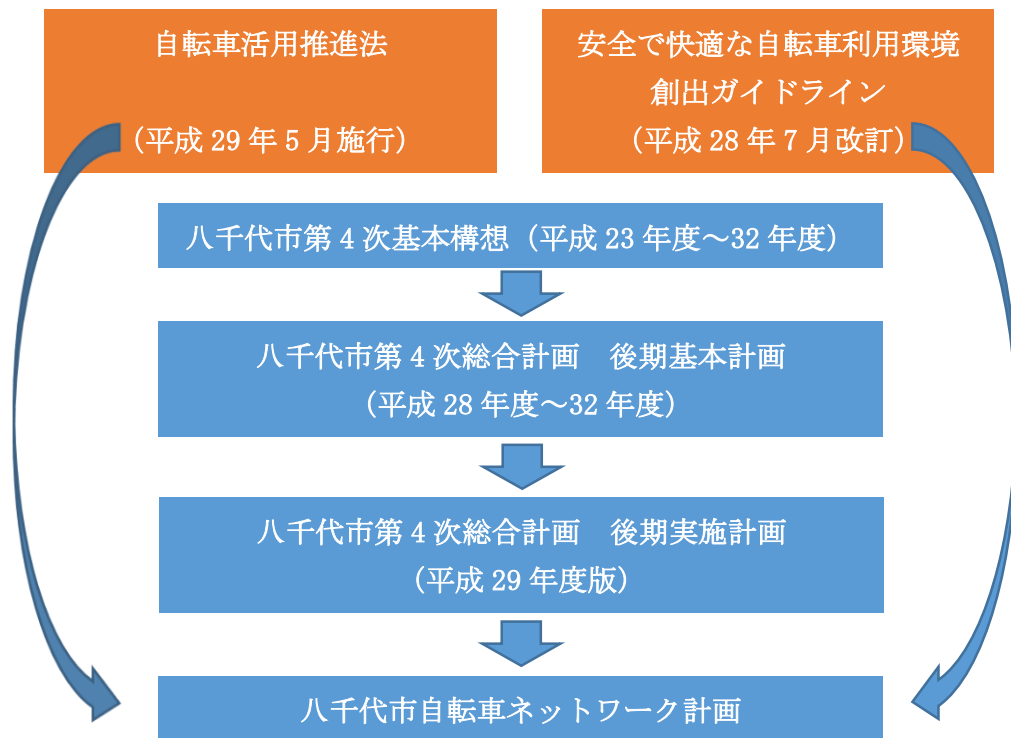 自転車活用推進法
（平成 29 年 5 月施行）
安全で快適な自転車利用環境
創出ガイドライン
（平成 28 年 7 月改訂）
八千代市第 4 次基本構想（平成 23 年度～32 年度）
八千代市第 4 次総合計画　後期基本計画
（平成 28 年度～32 年度）
八千代市第 4 次総合計画　後期実施計画
（平成 29 年度版）
八千代市自転車ネットワーク計画